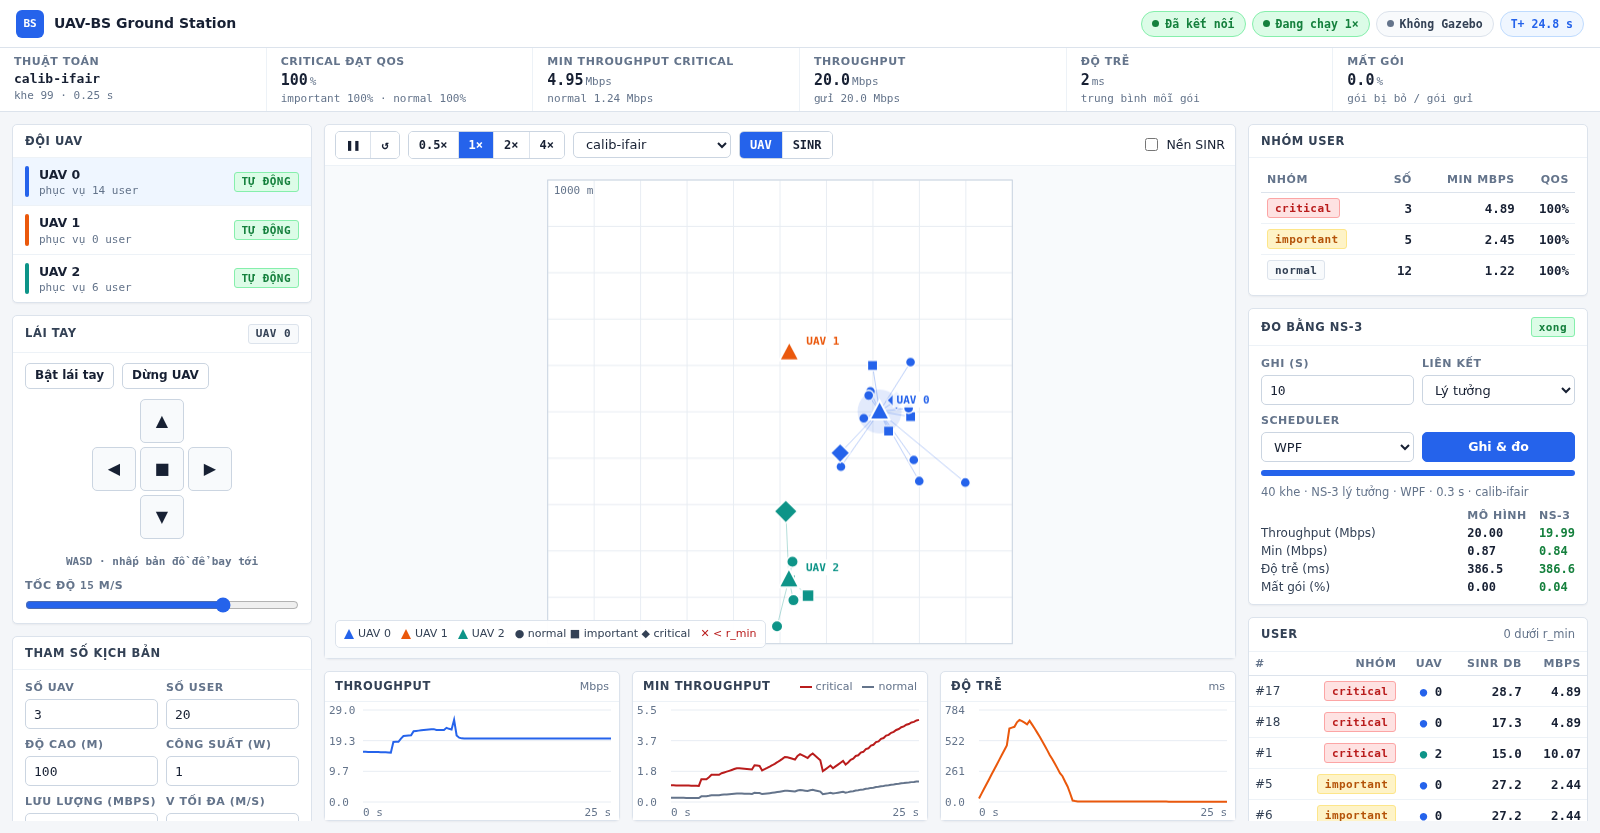 BS UAV-BS Ground Station
Đã kết nối
Đang chạy 1×
Không Gazebo
T+ 24.8 s
THUẬT TOÁN
calib-ifair
khe 99 · 0.25 s
CRITICAL ĐẠT QOS
100%
important 100% · normal 100%
MIN THROUGHPUT CRITICAL
4.95 Mbps
normal 1.24 Mbps
THROUGHPUT
20.0 Mbps
gửi 20.0 Mbps
ĐỘ TRỄ
2 ms
trung bình mỗi gói
MẤT GÓI
0.0 %
gói bị bỏ / gói gửi
ĐỘI UAV
UAV 0
phục vụ 14 user
TỰ ĐỘNG
UAV 1
phục vụ 0 user
TỰ ĐỘNG
UAV 2
phục vụ 6 user
TỰ ĐỘNG
LÁI TAY
UAV 0
Bật lái tay
Dừng UAV
▲
◀ ■ ▶
▼
WASD · nhấp bản đồ để bay tới
TỐC ĐỘ 15 M/S
THAM SỐ KỊCH BẢN
SỐ UAV SỐ USER
3 20
ĐỘ CAO (M) CÔNG SUẤT (W)
100 1
LƯU LƯỢNG (MBPS) V TỐI ĐA (M/S)
0.5× 1× 2× 4×
calib-ifair
UAV SINR
Nền SINR
1000 m
UAV 1
UAV 0
UAV 2
▲ UAV 0 ▲ UAV 1 ▲ UAV 2 ● normal ■ important ◆ critical ✕ < r_min
THROUGHPUT Mbps
29.0
19.3
9.7
0.0
0 s 25 s
MIN THROUGHPUT critical normal
5.5
3.7
1.8
0.0
0 s 25 s
ĐỘ TRỄ ms
784
522
261
0.0
0 s 25 s
NHÓM USER
NHÓM SỐ MIN MBPS QOS
critical 3 4.89 100%
important 5 2.45 100%
normal 12 1.22 100%
ĐO BẰNG NS-3 xong
GHI (S) LIÊN KẾT
10 Lý tưởng
SCHEDULER
WPF Ghi & đo
40 khe · NS-3 lý tưởng · WPF · 0.3 s · calib-ifair
MÔ HÌNH NS-3
Throughput (Mbps) 20.00 19.99
Min (Mbps) 0.87 0.84
Độ trễ (ms) 386.5 386.6
Mất gói (%) 0.00 0.04
USER 0 dưới r_min
# NHÓM UAV SINR DB MBPS
#17 critical ● 0 28.7 4.89
#18 critical ● 0 17.3 4.89
#1 critical ● 2 15.0 10.07
#5 important ● 0 27.2 2.44
#6 important ● 0 27.2 2.44